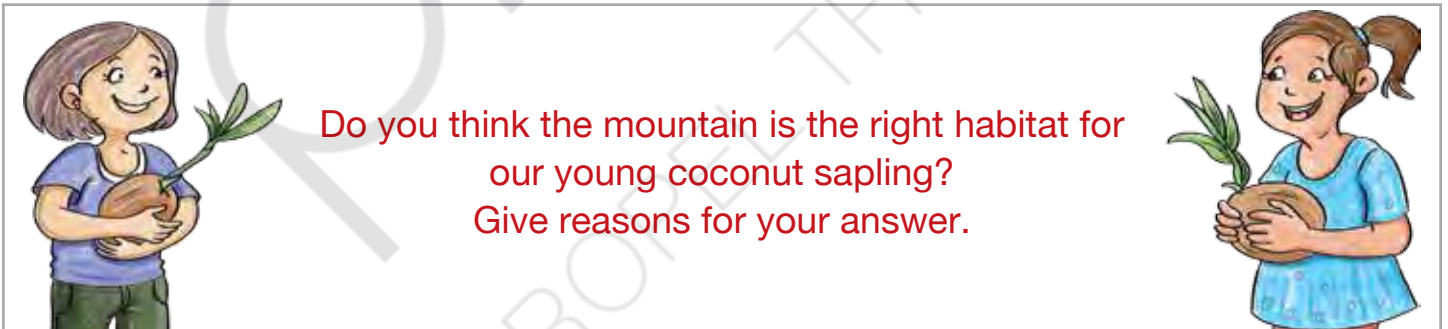 Do you think the mountain is the right habitat for
our young coconut sapling?
Give reasons for your answer.